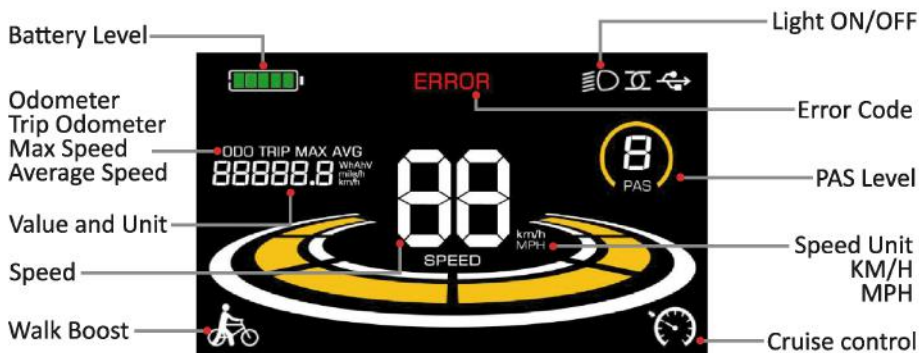 Battery Level
Light ON/OFF
ERROR
Odometer
Trip Odometer
Max Speed
Average Speed
Error Code
ODO TRIP MAX AVG
88888.8
WhAhV
mile/h
km/h
88
8
PAS
PAS Level
Value and Unit
km/h
MPH
SPEED
Speed Unit
KM/H
MPH
Speed
Walk Boost
Cruise control